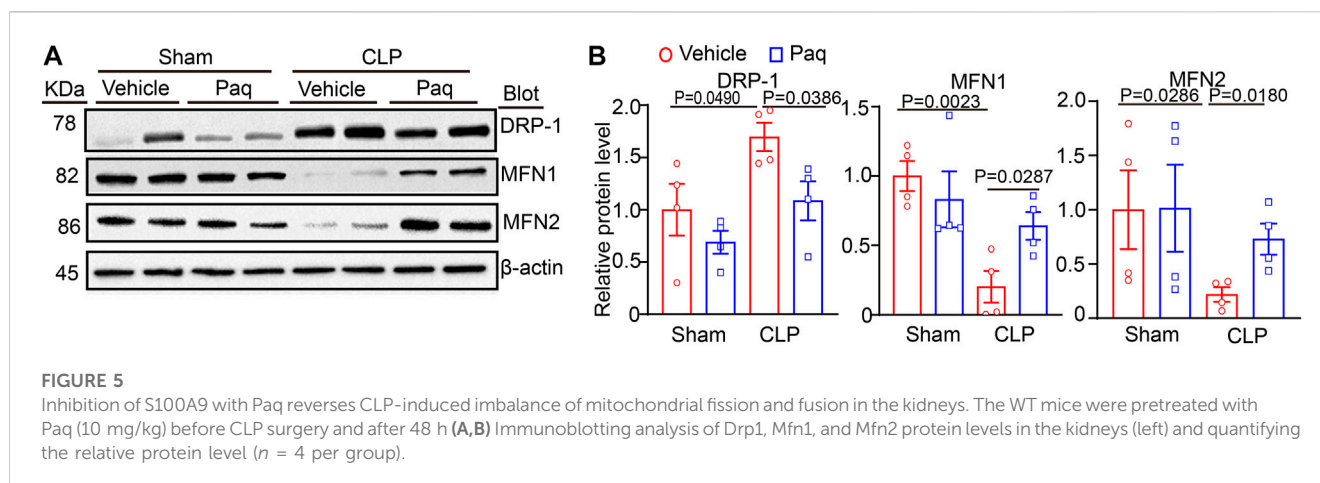 A
Sham CLP
KDa Vehicle Paq Vehicle Paq Blot
78 DRP-1
82 MFN1
86 MFN2
45 β-actin
B Vehicle Paq
DRP-1 MFN1 MFN2
Relative protein level
P=0.0490 P=0.0386
2.0
1.5
1.0
0.5
0
Sham CLP
P=0.0023
P=0.0287
1.5
1.0
0.5
0
Sham CLP
P=0.0286 P=0.0180
2.0
1.5
1.0
0.5
0
Sham CLP
FIGURE 5
Inhibition of S100A9 with Paq reverses CLP-induced imbalance of mitochondrial fission and fusion in the kidneys. The WT mice were pretreated with
Paq (10 mg/kg) before CLP surgery and after 48 h (A,B) Immunoblotting analysis of Drp1, Mfn1, and Mfn2 protein levels in the kidneys (left) and quantifying
the relative protein level (n = 4 per group).